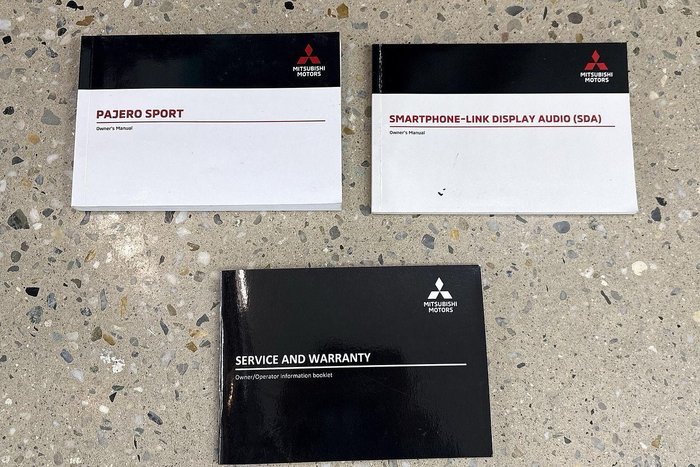 MITSUBISHI
MOTORS
PAJERO SPORT
Owner's Manual
MITSUBISHI
MOTORS
SMARTPHONE-LINK DISPLAY AUDIO (SDA)
Owner's Manual
MITSUBISHI
MOTORS
SERVICE AND WARRANTY
Owner/Operator information booklet